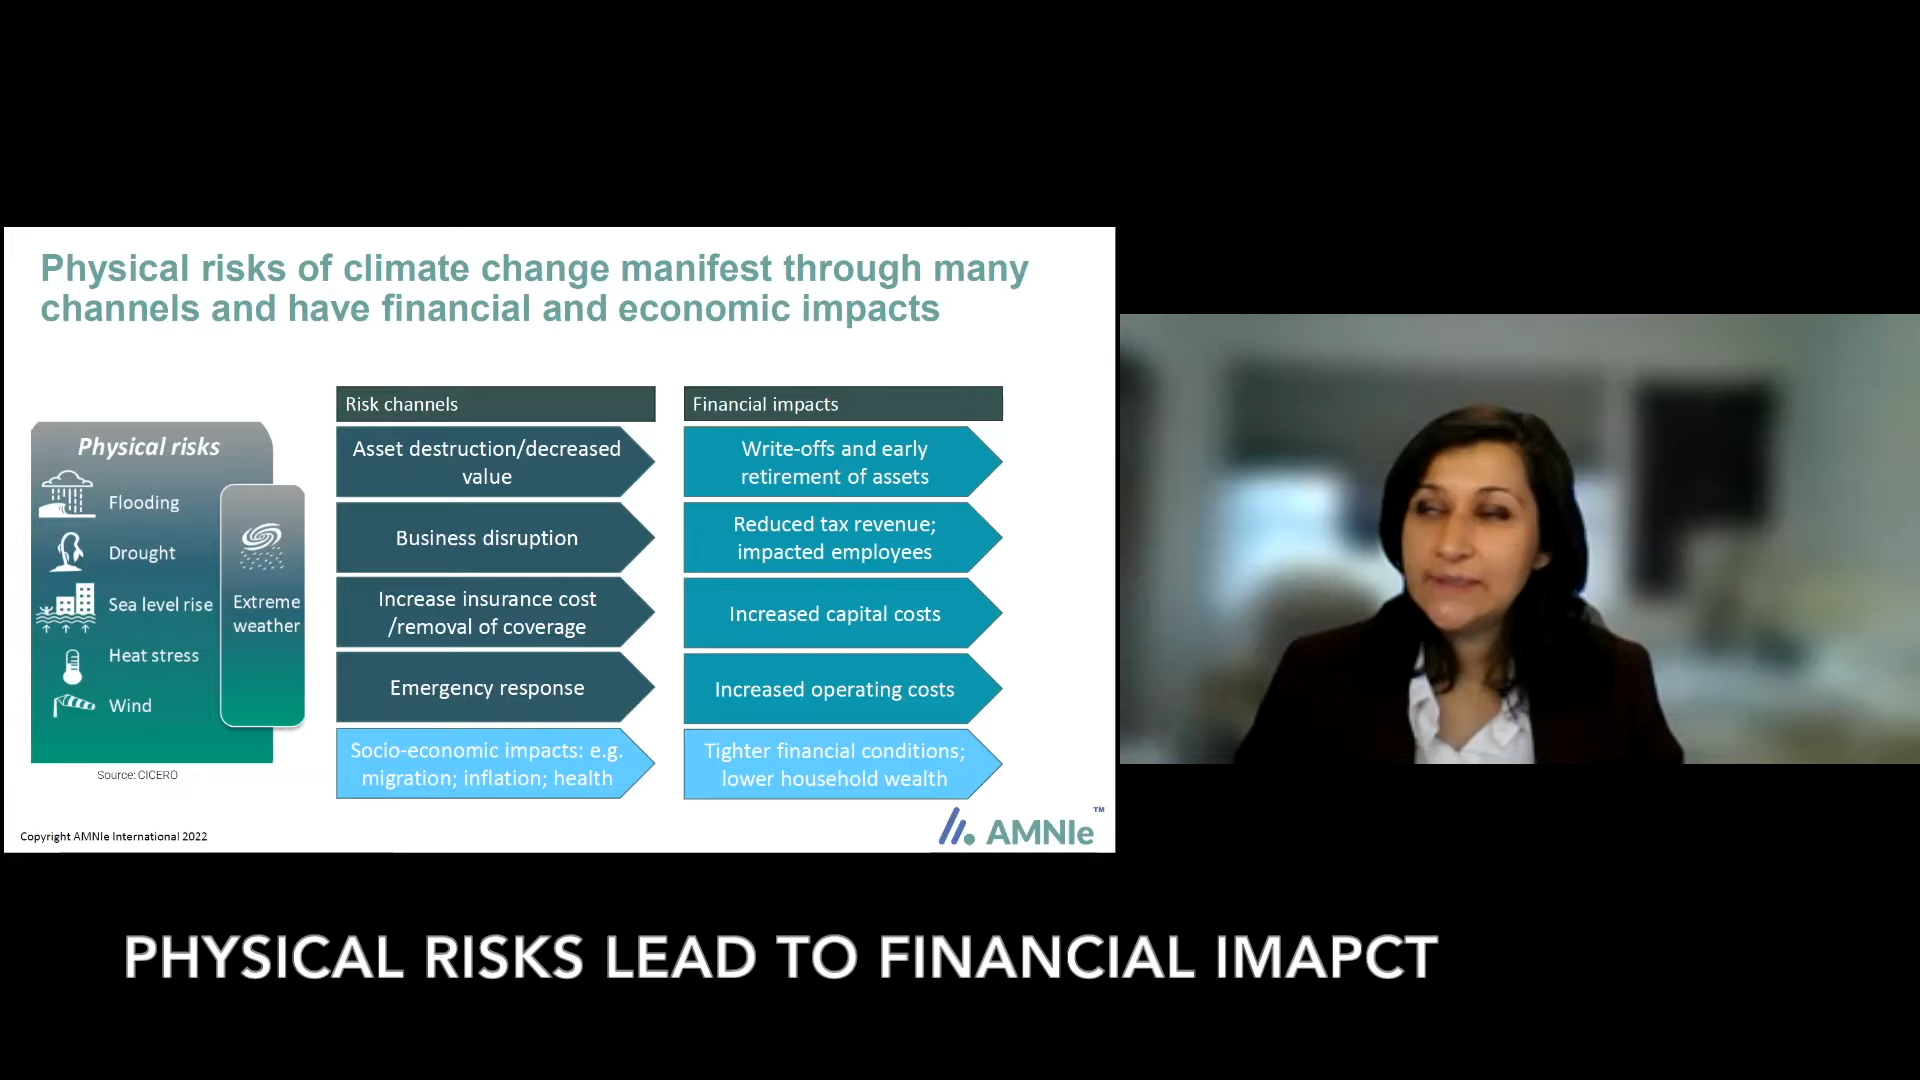 Physical risks of climate change manifest through many
channels and have financial and economic impacts
Physical risks
Flooding
Drought
Sea level rise
Heat stress
Wind
Extreme
weather
Source: CICERO
Risk channels
Asset destruction/decreased
value
Business disruption
Increase insurance cost
/removal of coverage
Emergency response
Socio-economic impacts: e.g.
migration; inflation; health
Financial impacts
Write-offs and early
retirement of assets
Reduced tax revenue;
impacted employees
Increased capital costs
Increased operating costs
Tighter financial conditions;
lower household wealth
Copyright AMNIe International 2022
AMNIe™
PHYSICAL RISKS LEAD TO FINANCIAL IMAPCT